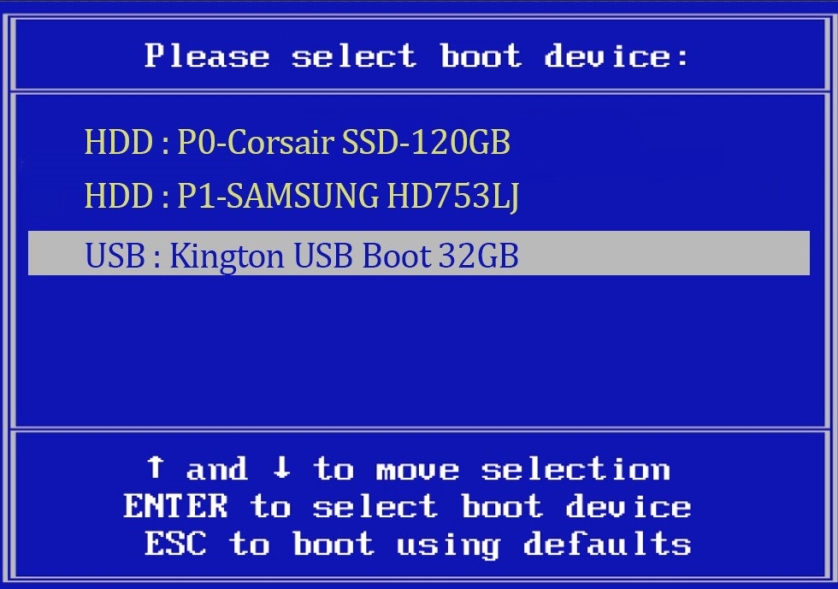 Please select boot device:
HDD : P0-Corsair SSD-120GB
HDD : P1-SAMSUNG HD753LJ
USB : Kington USB Boot 32GB
↑ and ↓ to move selection
ENTER to select boot device
ESC to boot using defaults